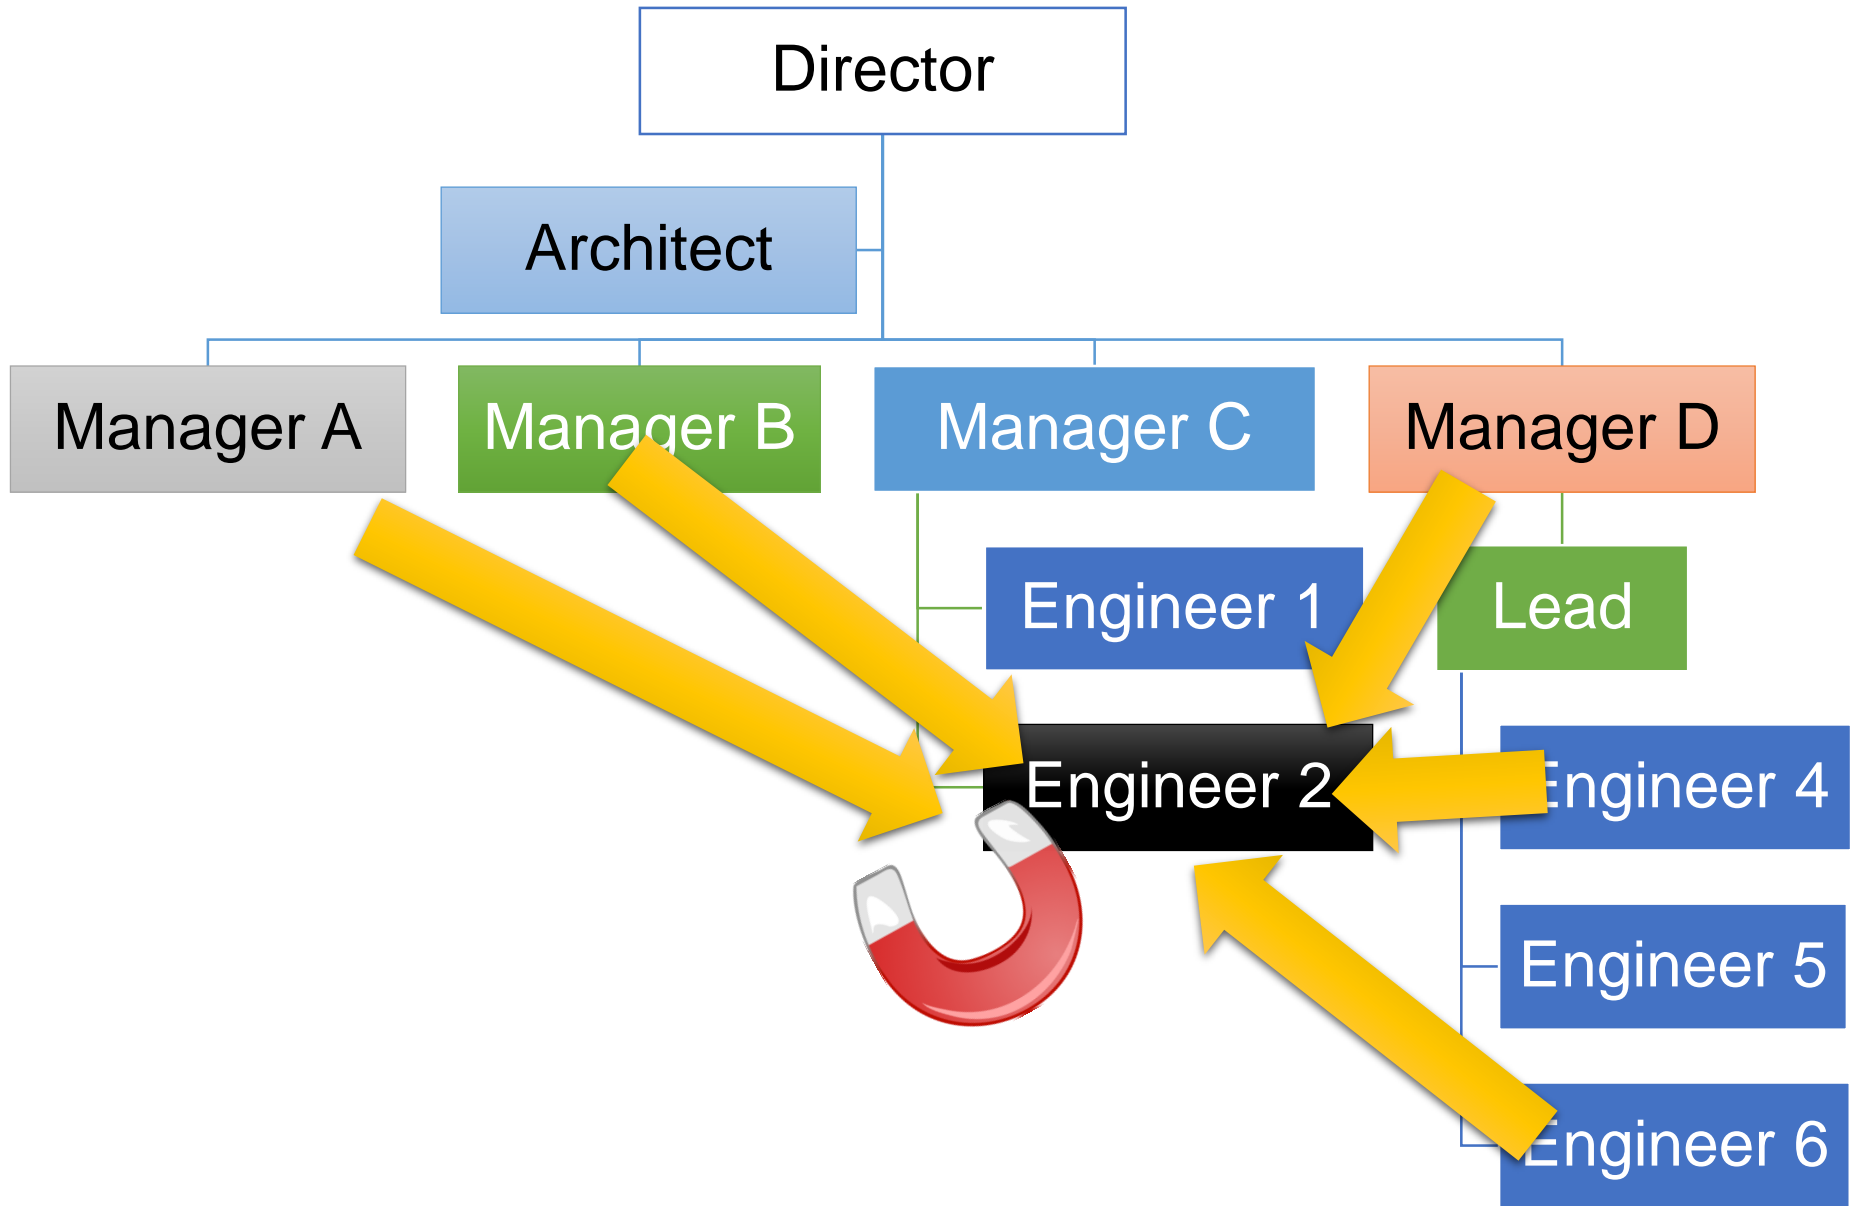 Director
Architect
Manager A
Manager B
Manager C
Manager D
Engineer 1
Lead
Engineer 2
Engineer 4
Engineer 5
Engineer 6